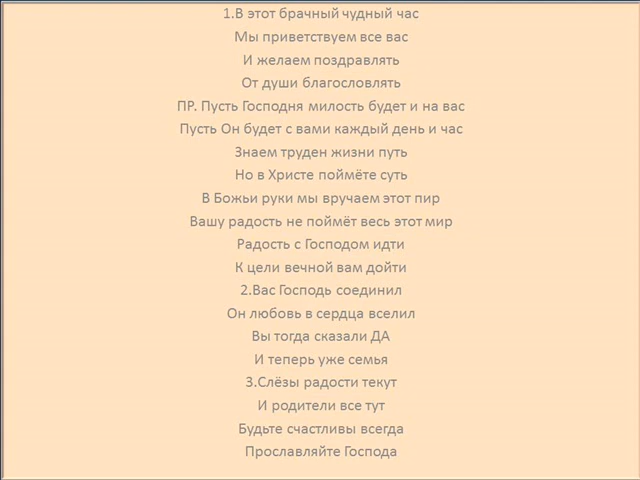 1.В этот брачный чудный час
Мы приветствуем все вас
И желаем поздравлять
От души благословлять
ПР. Пусть Господня милость будет и на вас
Пусть Он будет с вами каждый день и час
Знаем труден жизни путь
Но в Христе поймёте суть
В Божьи руки мы вручаем этот пир
Вашу радость не поймёт весь этот мир
Радость с Господом идти
К цели вечной вам дойти
2.Вас Господь соединил
Он любовь в сердца вселил
Вы тогда сказали ДА
И теперь уже семья
3.Слёзы радости текут
И родители все тут
Будьте счастливы всегда
Прославляйте Господа